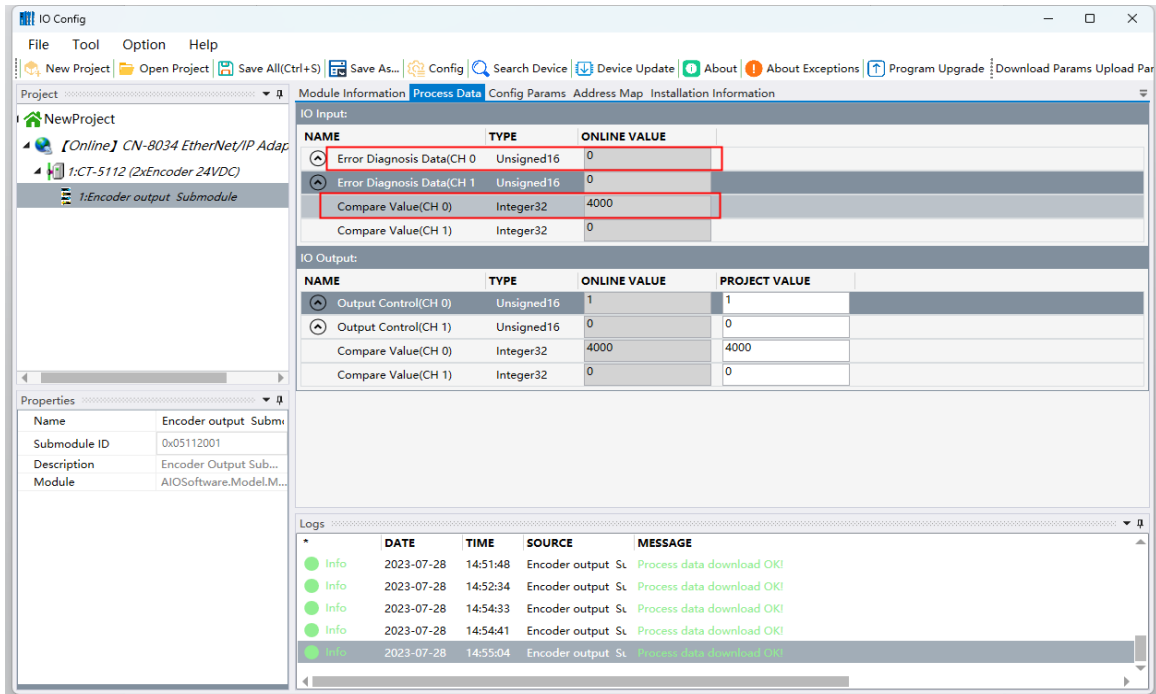 IO Config
File Tool Option Help
New Project Open Project Save All(Ctrl+S) Save As... Config Search Device Device Update About About Exceptions Program Upgrade Download Params Upload Par
Project
NewProject
[Online] CN-8034 EtherNet/IP Adap
1:CT-5112 (2xEncoder 24VDC)
1:Encoder output Submodule
Module Information Process Data Config Params Address Map Installation Information
IO Input:
NAME TYPE ONLINE VALUE
Error Diagnosis Data(CH 0 Unsigned16 0
Error Diagnosis Data(CH 1 Unsigned16 0
Compare Value(CH 0) Integer32 4000
Compare Value(CH 1) Integer32 0
IO Output:
NAME TYPE ONLINE VALUE PROJECT VALUE
Output Control(CH 0) Unsigned16 1 1
Output Control(CH 1) Unsigned16 0 0
Compare Value(CH 0) Integer32 4000 4000
Compare Value(CH 1) Integer32 0 0
Properties
Name Encoder output Subm
Submodule ID 0x05112001
Description Encoder Output Sub...
Module AIOSoftware.Model.M...
Logs
* DATE TIME SOURCE MESSAGE
Info 2023-07-28 14:51:48 Encoder output Su Process data download OK!
Info 2023-07-28 14:52:34 Encoder output Su Process data download OK!
Info 2023-07-28 14:54:33 Encoder output Su Process data download OK!
Info 2023-07-28 14:54:41 Encoder output Su Process data download OK!
Info 2023-07-28 14:55:04 Encoder output Su Process data download OK!